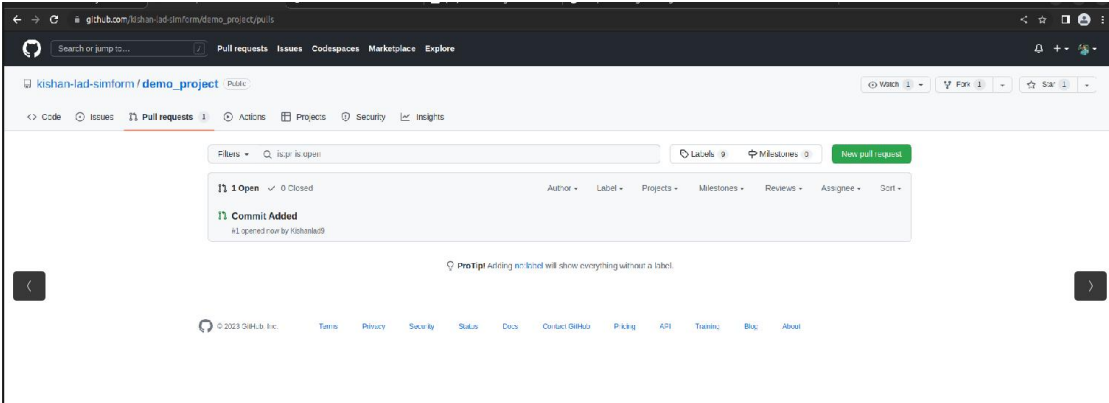 github.com/kishan-lad-simform/demo_project/pulls
Search or jump to... / Pull requests Issues Codespaces Marketplace Explore
kishan-lad-simform / demo_project Public Watch 1 Fork 1 Star 1
Code Issues Pull requests 1 Actions Projects Security Insights
Filters is:pr is:open Labels 9 Milestones 0 New pull request
1 Open 0 Closed Author Label Projects Milestones Reviews Assignee Sort
Commit Added
#1 opened now by Kishanlad9
ProTip! Adding no:label will show everything without a label.
© 2023 GitHub, Inc. Terms Privacy Security Status Docs Contact GitHub Pricing API Training Blog About